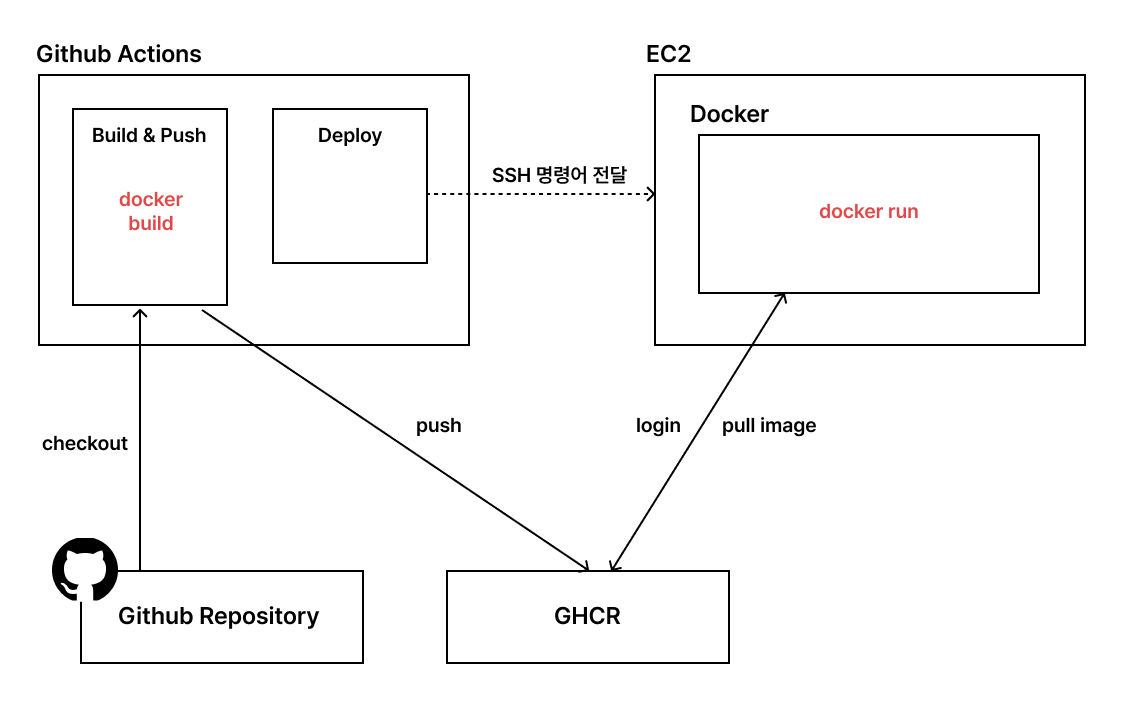 Github Actions
EC2
Build & Push
docker
build
Deploy
SSH 명령어 전달
Docker
docker run
checkout
push
login
pull image
Github Repository
GHCR